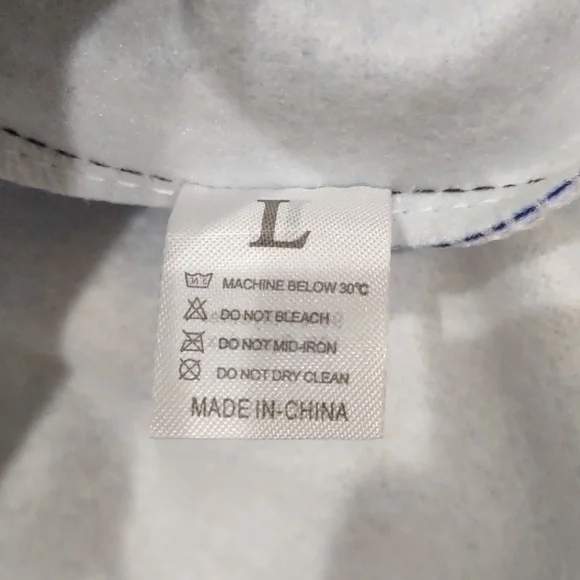 L
MACHINE BELOW 30℃
DO NOT BLEACH
DO NOT MID-IRON
DO NOT DRY CLEAN
MADE IN-CHINA